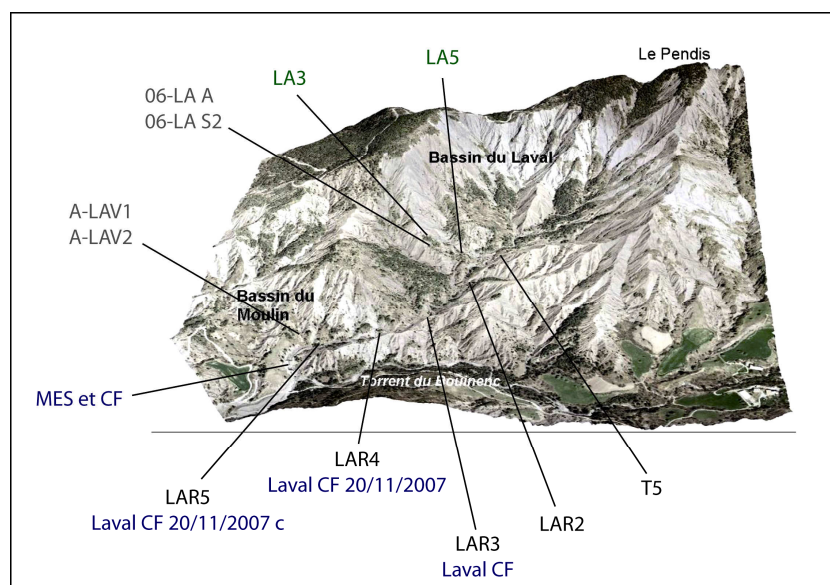 Le Pendis
LA5
LA3
06-LA A
06-LA S2
Bassin du Laval
A-LAV1
A-LAV2
Bassin du
Moulin
Torrent du Bouinenc
MES et CF
LAR4
Laval CF 20/11/2007
LAR5
Laval CF 20/11/2007 c
T5
LAR2
LAR3
Laval CF